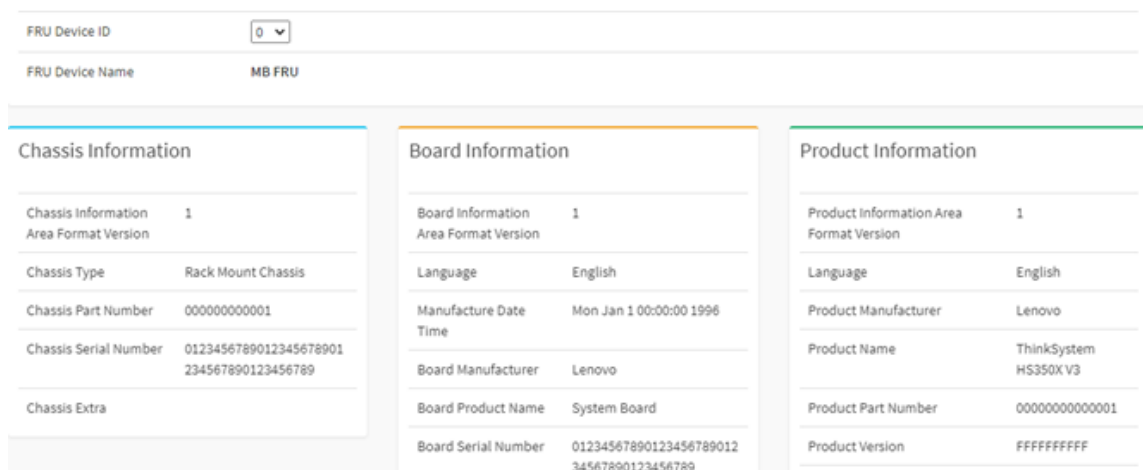 FRU Device ID 0
FRU Device Name MB FRU
Chassis Information
Chassis Information 1
Area Format Version
Chassis Type Rack Mount Chassis
Chassis Part Number 000000000001
Chassis Serial Number 0123456789012345678901
234567890123456789
Chassis Extra
Board Information
Board Information 1
Area Format Version
Language English
Manufacture Date Mon Jan 1 00:00:00 1996
Time
Board Manufacturer Lenovo
Board Product Name System Board
Board Serial Number 01234567890123456789012
34567890123456789
Product Information
Product Information Area 1
Format Version
Language English
Product Manufacturer Lenovo
Product Name ThinkSystem
HS350X V3
Product Part Number 00000000000001
Product Version FFFFFFFFFF